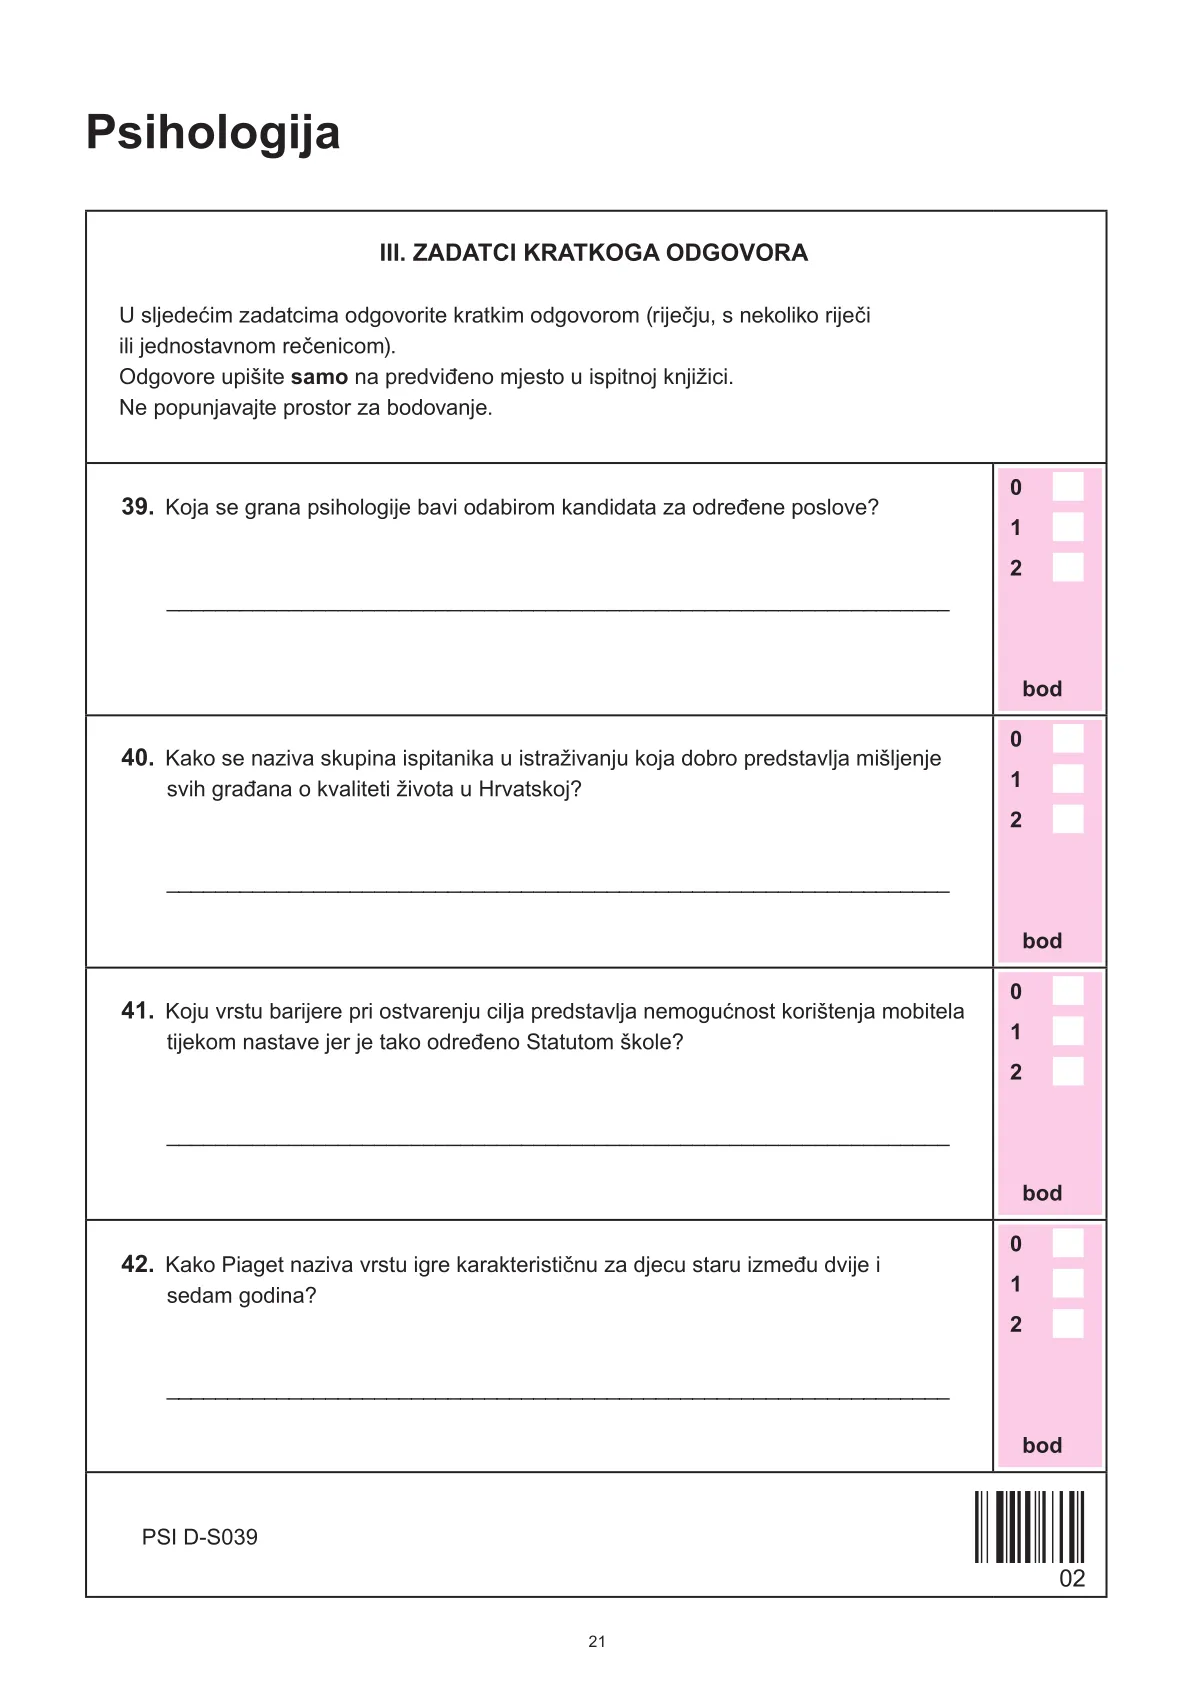 Psihologija
III. ZADATCI KRATKOGA ODGOVORA
U sljedećim zadatcima odgovorite kratkim odgovorom (riječju, s nekoliko riječi
ili jednostavnom rečenicom).
Odgovore upišite samo na predviđeno mjesto u ispitnoj knjižici.
Ne popunjavajte prostor za bodovanje.
39. Koja se grana psihologije bavi odabirom kandidata za određene poslove?
0
1
2
bod
40. Kako se naziva skupina ispitanika u istraživanju koja dobro predstavlja mišljenje
svih građana o kvaliteti života u Hrvatskoj?
0
1
2
bod
41. Koju vrstu barijere pri ostvarenju cilja predstavlja nemogućnost korištenja mobitela
tijekom nastave jer je tako određeno Statutom škole?
0
1
2
bod
42. Kako Piaget naziva vrstu igre karakterističnu za djecu staru između dvije i
sedam godina?
0
1
2
bod
PSI D-S039
02
21